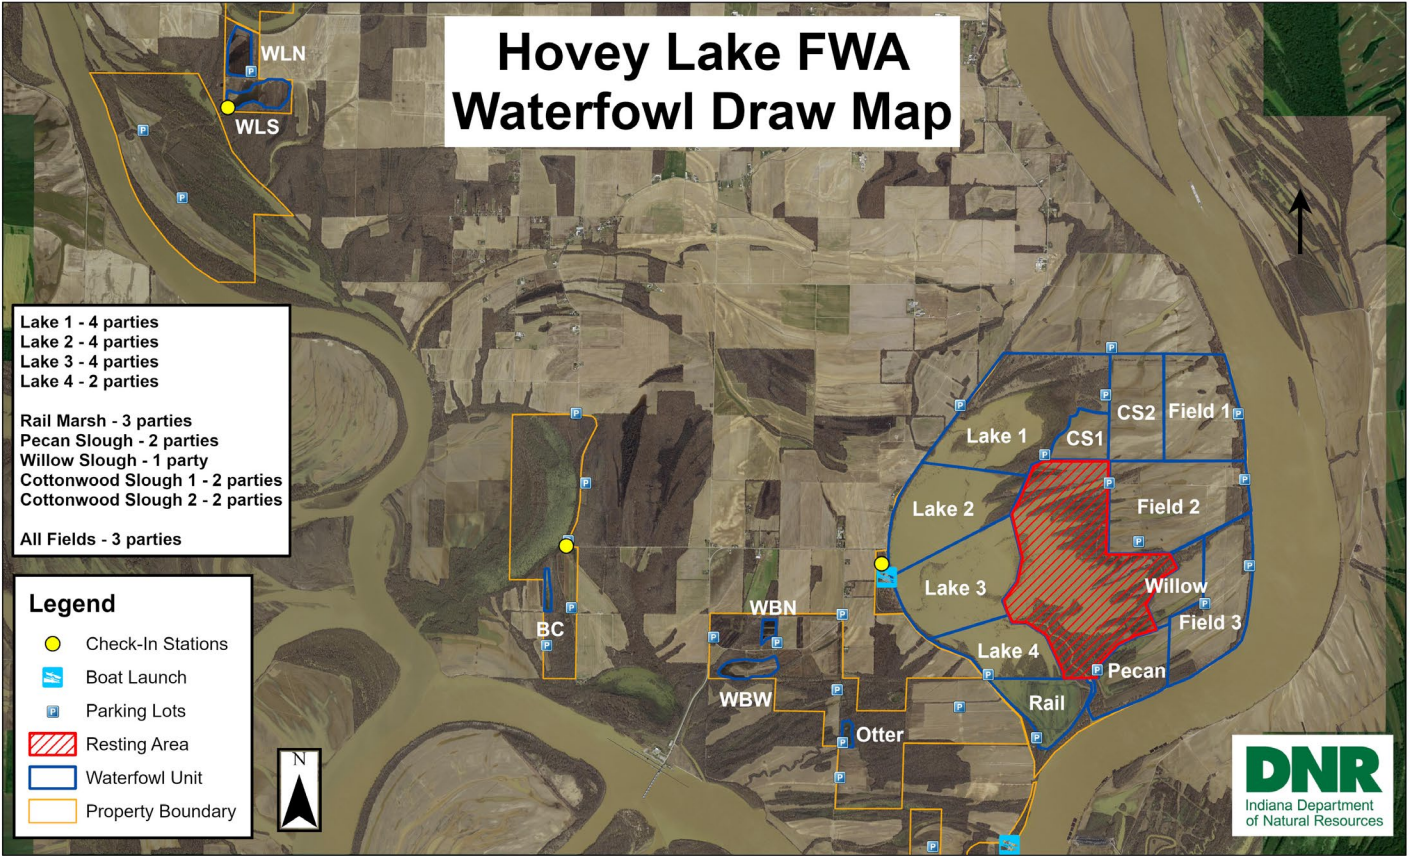 Hovey Lake FWA
Waterfowl Draw Map
WLN
WLS
P
P
P
Lake 1 - 4 parties
Lake 2 - 4 parties
Lake 3 - 4 parties
Lake 4 - 2 parties
Rail Marsh - 3 parties
Pecan Slough - 2 parties
Willow Slough - 1 party
Cottonwood Slough 1 - 2 parties
Cottonwood Slough 2 - 2 parties
All Fields - 3 parties
Legend
Check-In Stations
Boat Launch
P Parking Lots
Resting Area
Waterfowl Unit
Property Boundary
N
P
P
P
BC
P
WBN
P
P
P
WBW
P
Otter
P
P
P
P
P
P
P
CS2
Field 1
P
Lake 1
CS1
P
P
P
Lake 2
Field 2
P
P
Lake 3
Willow
P
Field 3
Lake 4
P
P
Pecan
Rail
P
P
DNR
Indiana Department
of Natural Resources